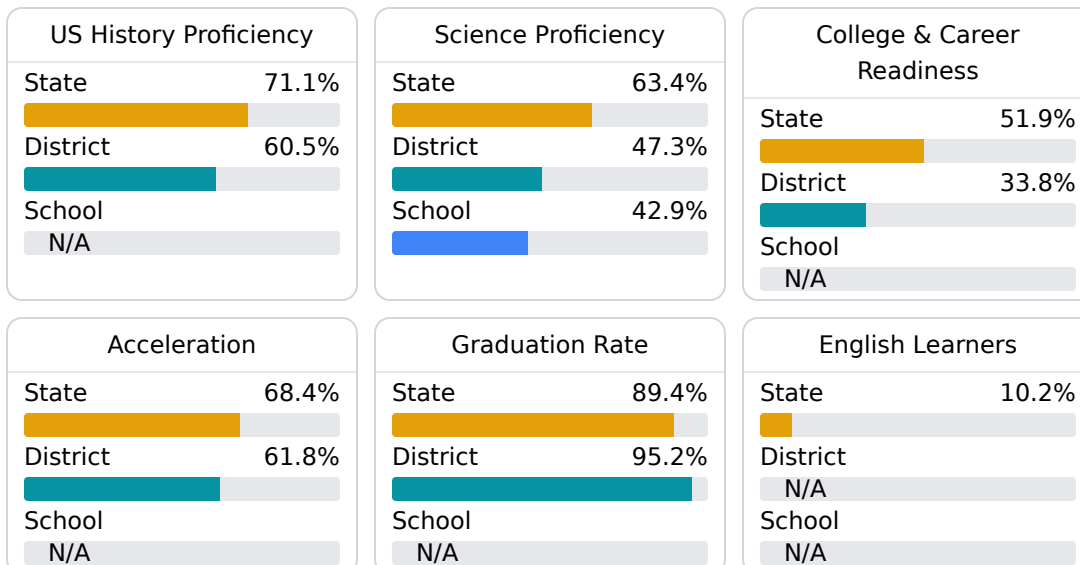 US History Proficiency
State 71.1%
District 60.5%
School
N/A
Science Proficiency
State 63.4%
District 47.3%
School 42.9%
College & Career
Readiness
State 51.9%
District 33.8%
School
N/A
Acceleration
State 68.4%
District 61.8%
School
N/A
Graduation Rate
State 89.4%
District 95.2%
School
N/A
English Learners
State 10.2%
District
N/A
School
N/A